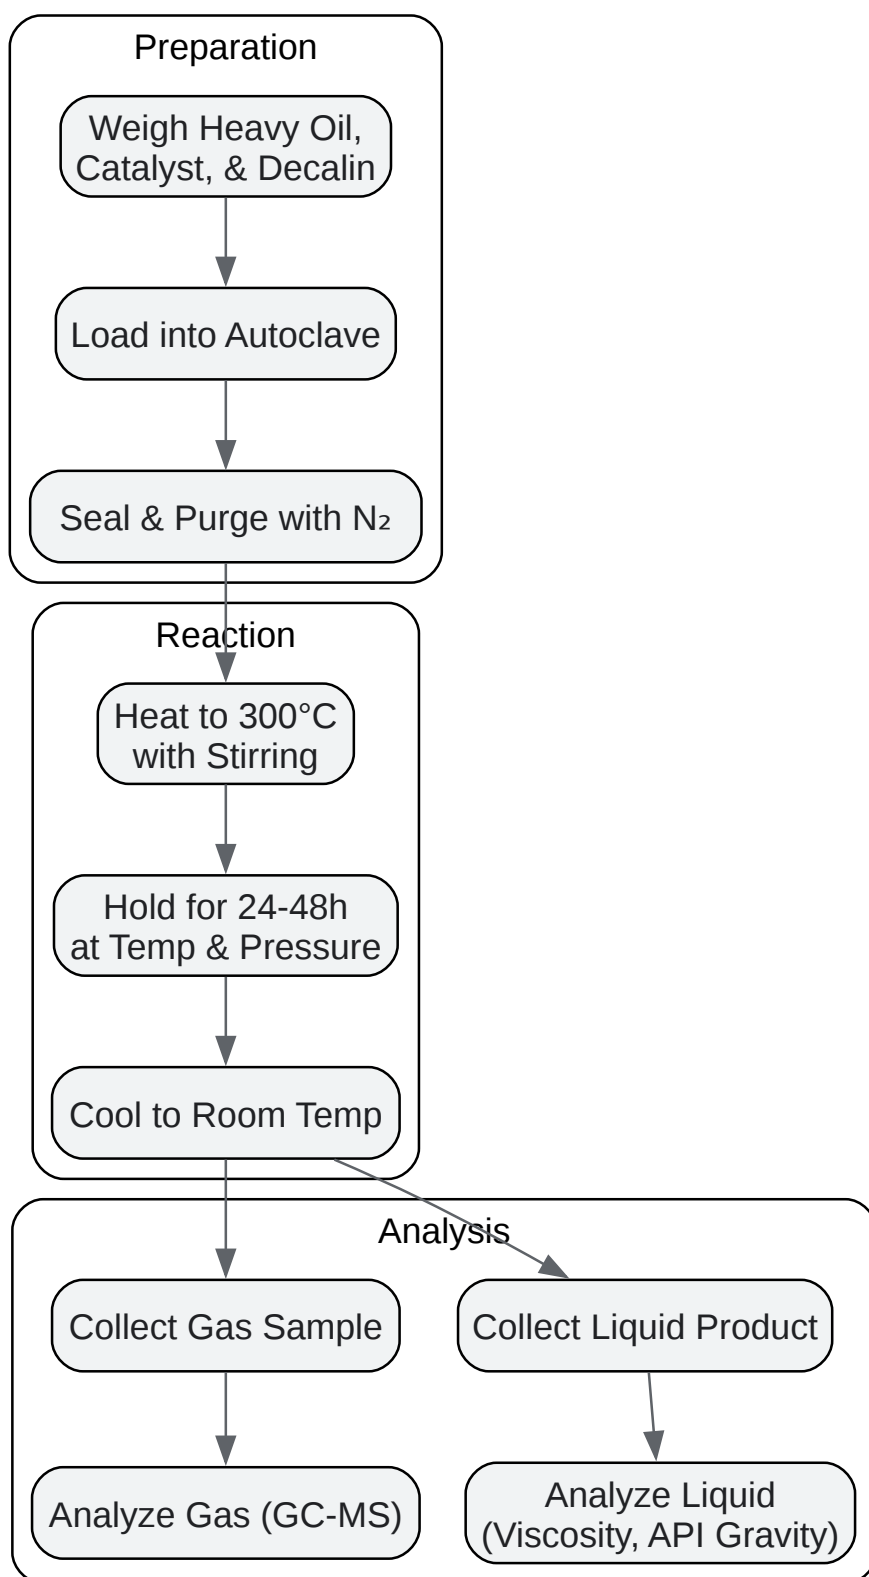 Preparation
Weigh Heavy Oil,
Catalyst, & Decalin
Load into Autoclave
Seal & Purge with N₂
Reaction
Heat to 300°C
with Stirring
Hold for 24-48h
at Temp & Pressure
Cool to Room Temp
Analysis
Collect Gas Sample
Collect Liquid Product
Analyze Gas (GC-MS)
Analyze Liquid
(Viscosity, API Gravity)